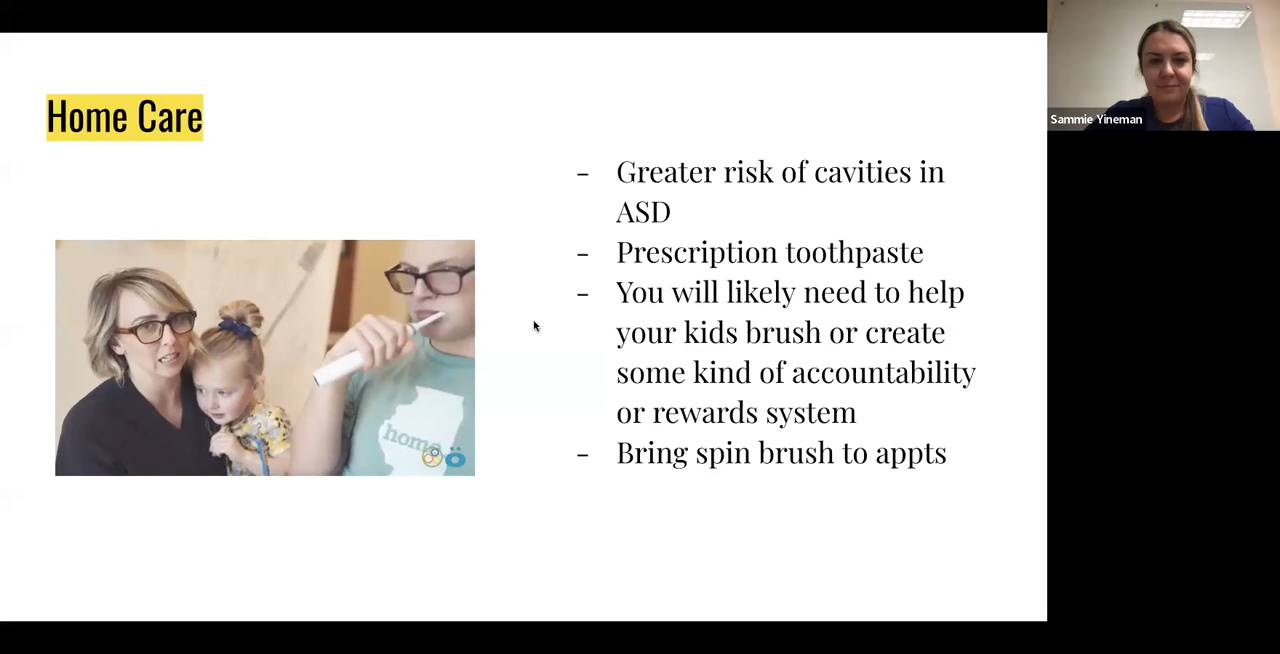 Home Care
- Greater risk of cavities in
ASD
- Prescription toothpaste
- You will likely need to help
your kids brush or create
some kind of accountability
or rewards system
- Bring spin brush to appts
home
Sammie Yineman